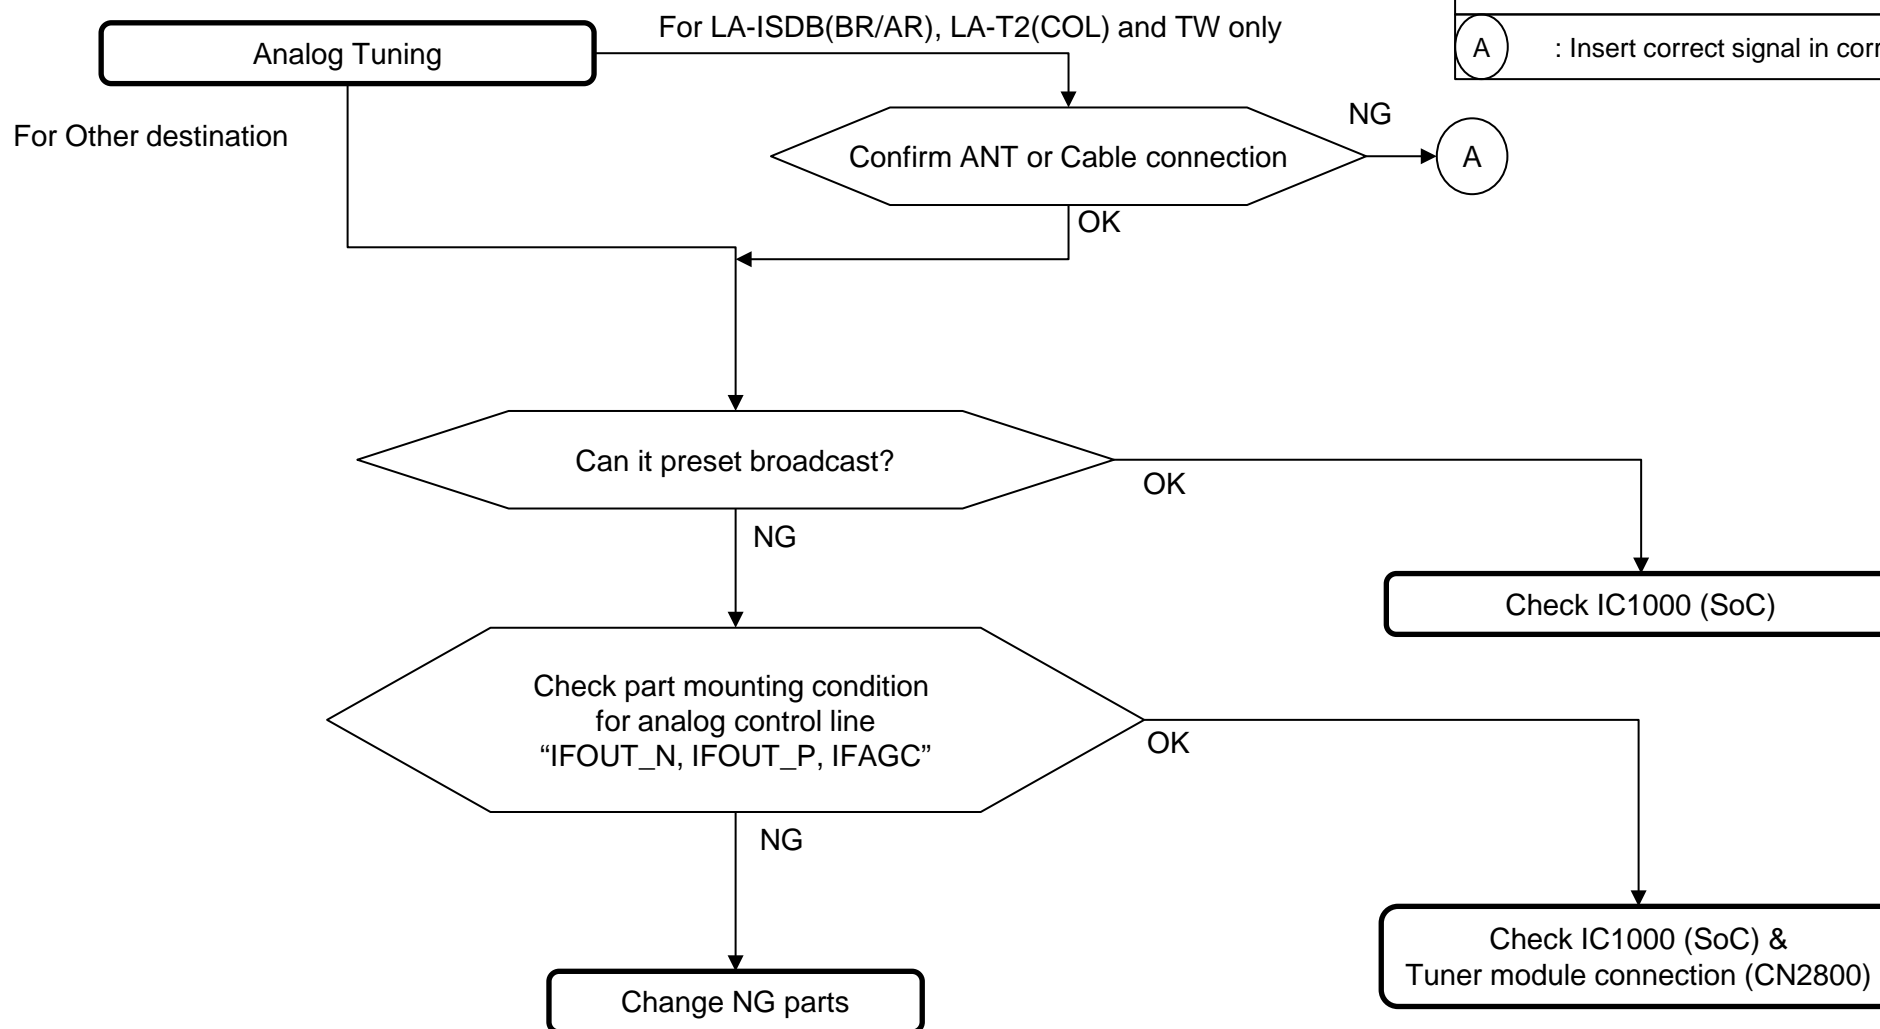 For LA-ISDB(BR/AR), LA-T2(COL) and TW only
Analog Tuning
A
: Insert correct signal in
For Other destination
NG
Confirm ANT or Cable connection
A
OK
Can it preset broadcast?
OK
NG
Check IC1000 (SoC)
Check part mounting condition
for analog control line
“IFOUT_N, IFOUT_P, IFAGC”
OK
NG
Check IC1000 (SoC) &
Tuner module connection (CN2800)
Change NG parts